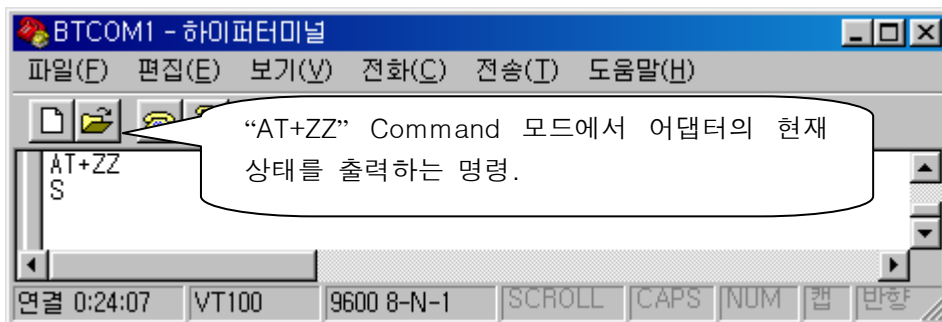 BTCOM1 - 하이퍼터미널
파일(F) 편집(E) 보기(V) 전화(C) 전송(T) 도움말(H)
“AT+ZZ” Command 모드에서 어댑터의 현재
상태를 출력하는 명령.
AT+ZZ
S
연결 0:24:07 VT100 9600 8-N-1 SCROLL CAPS NUM 캡 반향